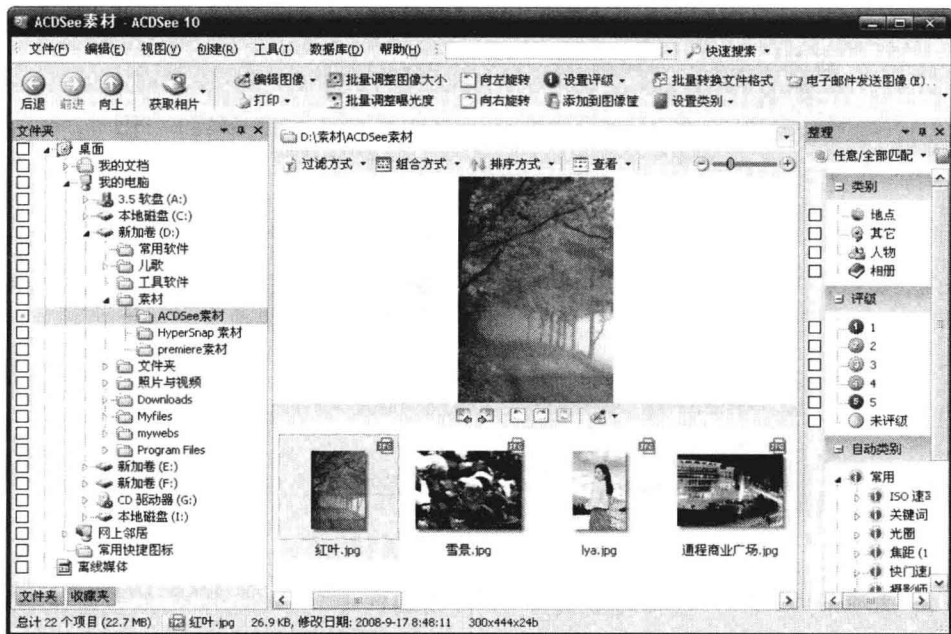 ACDSee素材 - ACDSee 10
文件(F) 编辑(E) 视图(V) 创建(R) 工具(T) 数据库(D) 帮助(H) 快速搜索
后退 前进 向上 获取相片
编辑图像 批量调整图像大小 向左旋转 设置评级 批量转换文件格式 电子邮件发送图像(E)...
打印 批量调整曝光度 向右旋转 添加到图像筐 设置类别
文件夹
桌面
我的文档
我的电脑
3.5 软盘 (A:)
本地磁盘 (C:)
新加卷 (D:)
常用软件
儿歌
工具软件
素材
ACDSee素材
HyperSnap 素材
premiere素材
文件夹
照片与视频
Downloads
Myfiles
mywebs
Program Files
新加卷 (E:)
新加卷 (F:)
CD 驱动器 (G:)
本地磁盘 (I:)
网上邻居
常用快捷图标
离线媒体
文件夹 收藏夹
D:\素材\ACDSee素材
过滤方式 组合方式 排序方式 查看
红叶.jpg
雪景.jpg
lya.jpg
通程商业广场.jpg
整理
任意/全部匹配
类别
地点
其它
人物
相册
评级
1
2
3
4
5
未评级
自动类别
常用
ISO 速
关键词
光圈
焦距 (1
快门速
摄影师
总计 22 个项目 (22.7 MB) 红叶.jpg 26.9 KB, 修改日期: 2008-9-17 8:48:11 300x444x24b